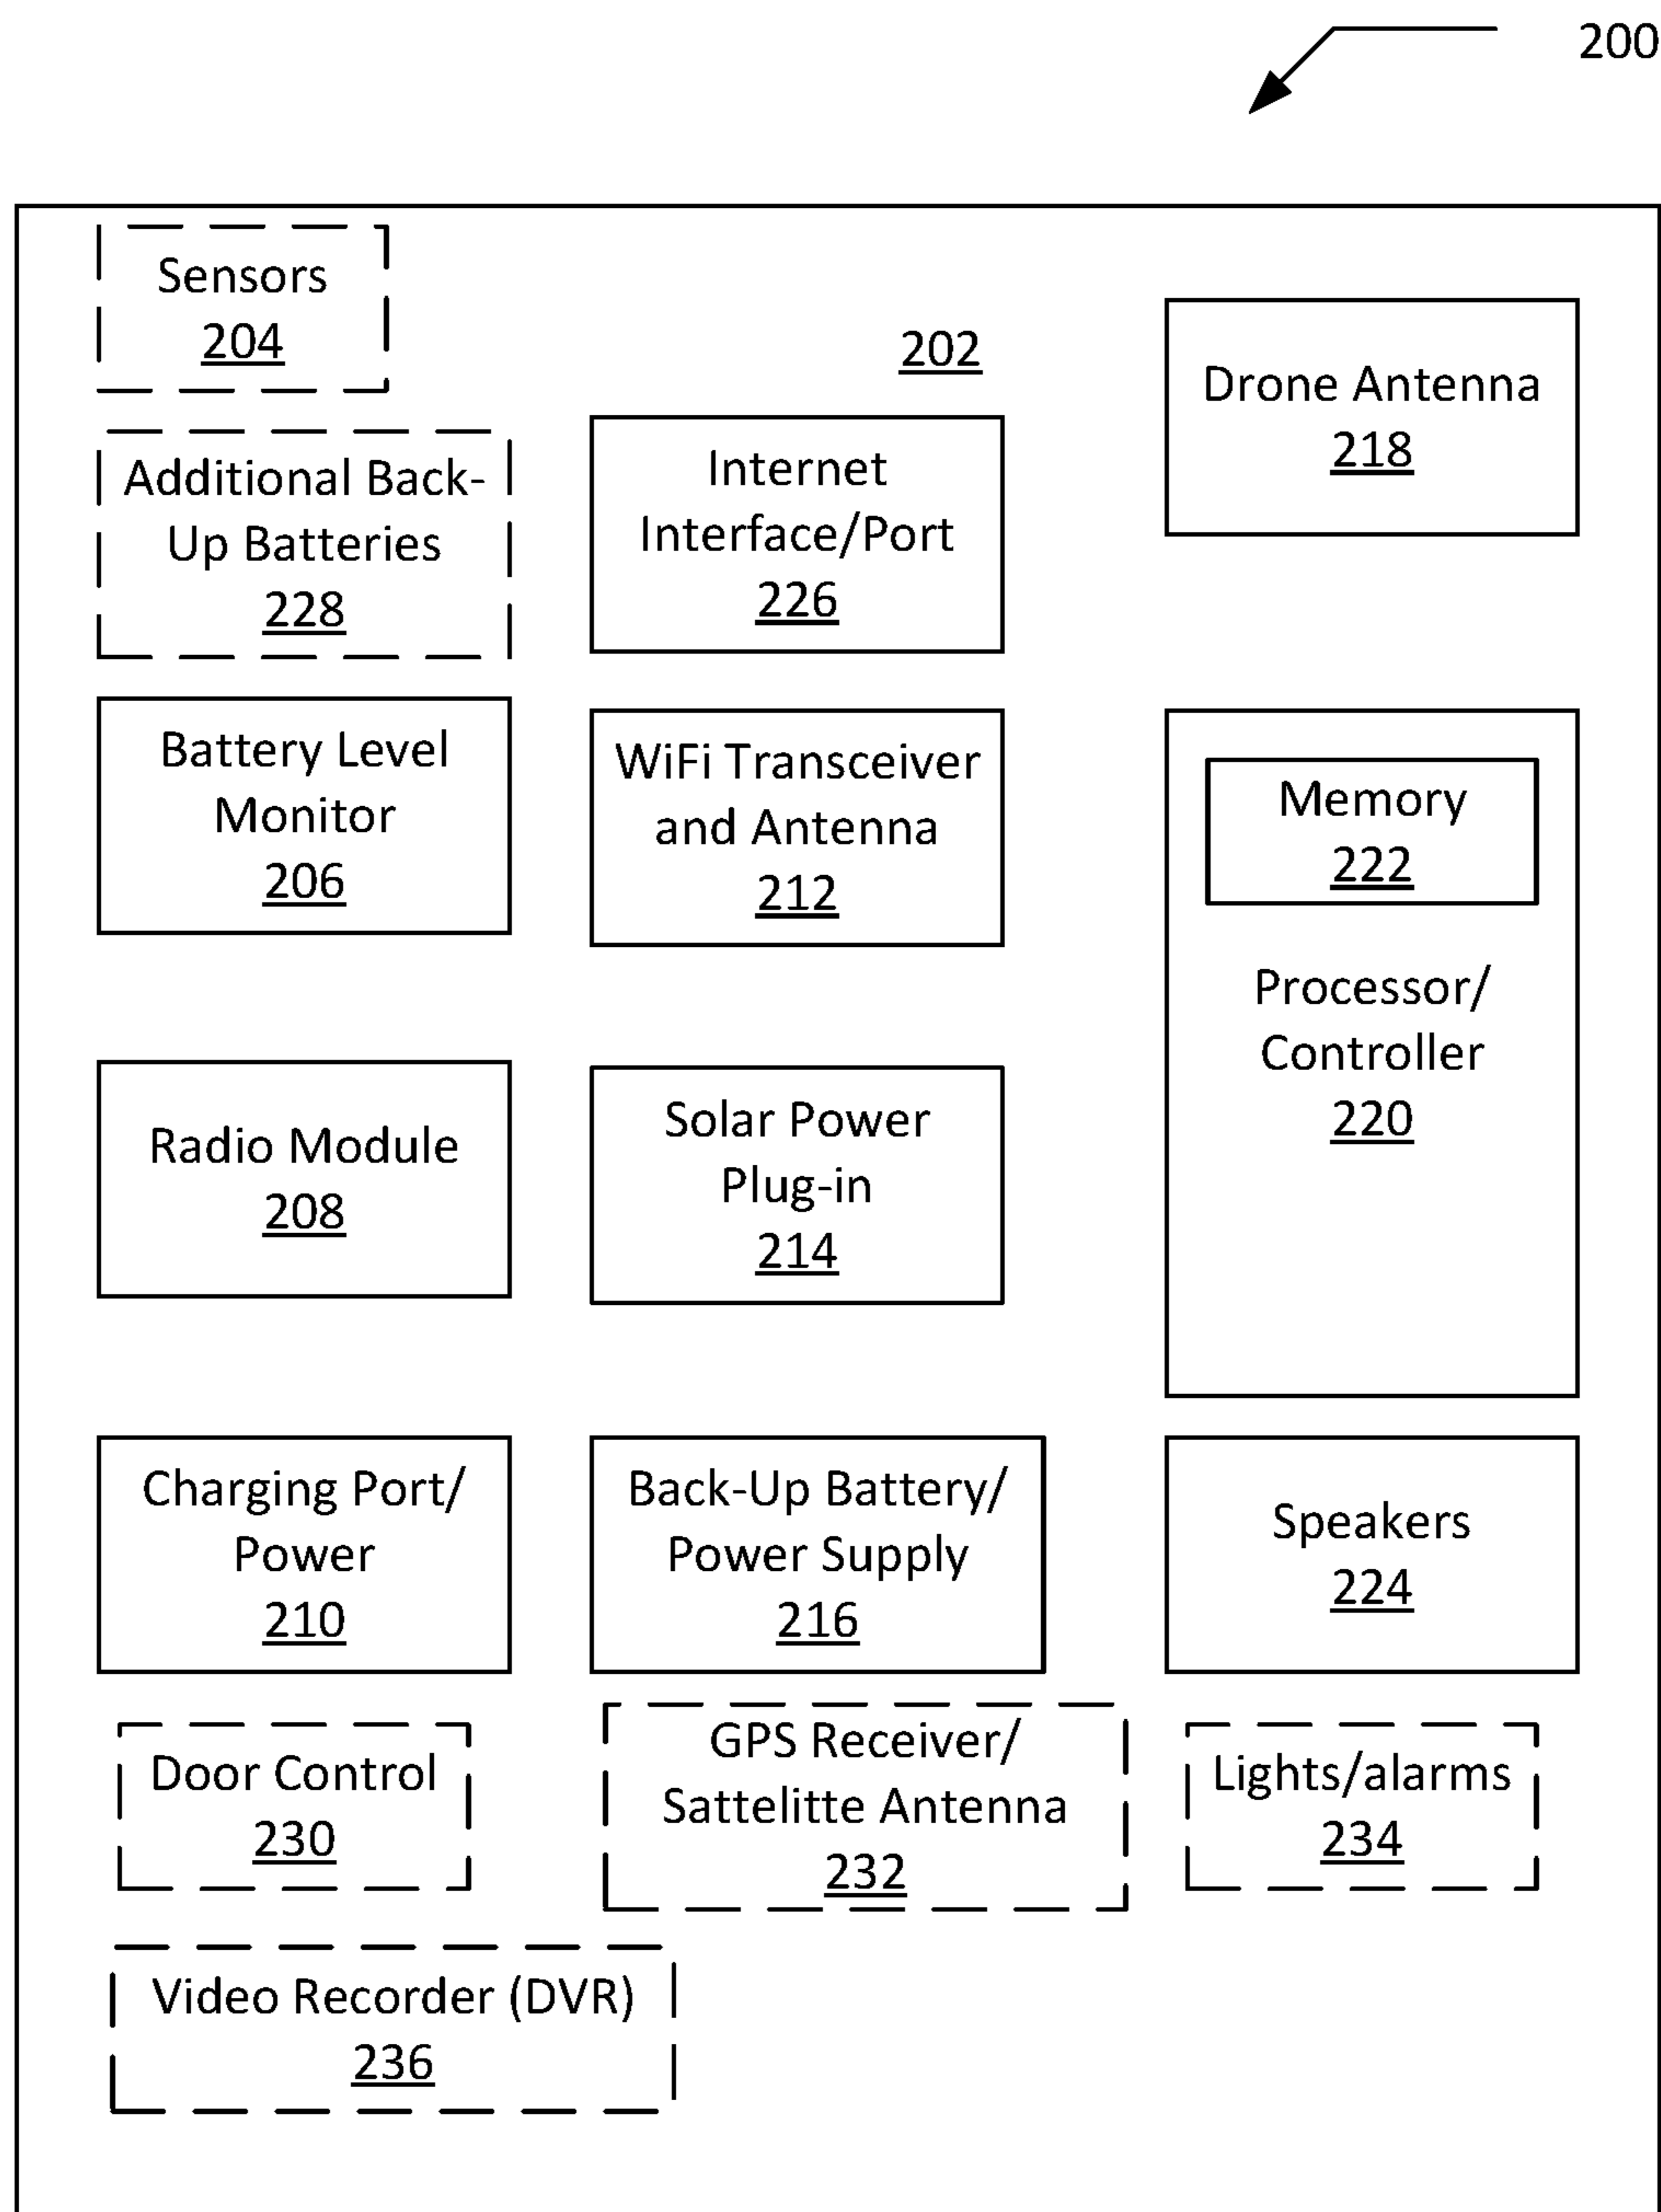 200
Sensors
204
202
Drone Antenna
218
Additional Back-
Up Batteries
228
Internet
Interface/Port
226
Battery Level
Monitor
206
WiFi Transceiver
and Antenna
212
Memory
222
Processor/
Controller
220
Radio Module
208
Solar Power
Plug-in
214
Charging Port/
Power
210
Back-Up Battery/
Power Supply
216
Speakers
224
Door Control
230
GPS Receiver/
Sattelitte Antenna
232
Lights/alarms
234
Video Recorder (DVR)
236